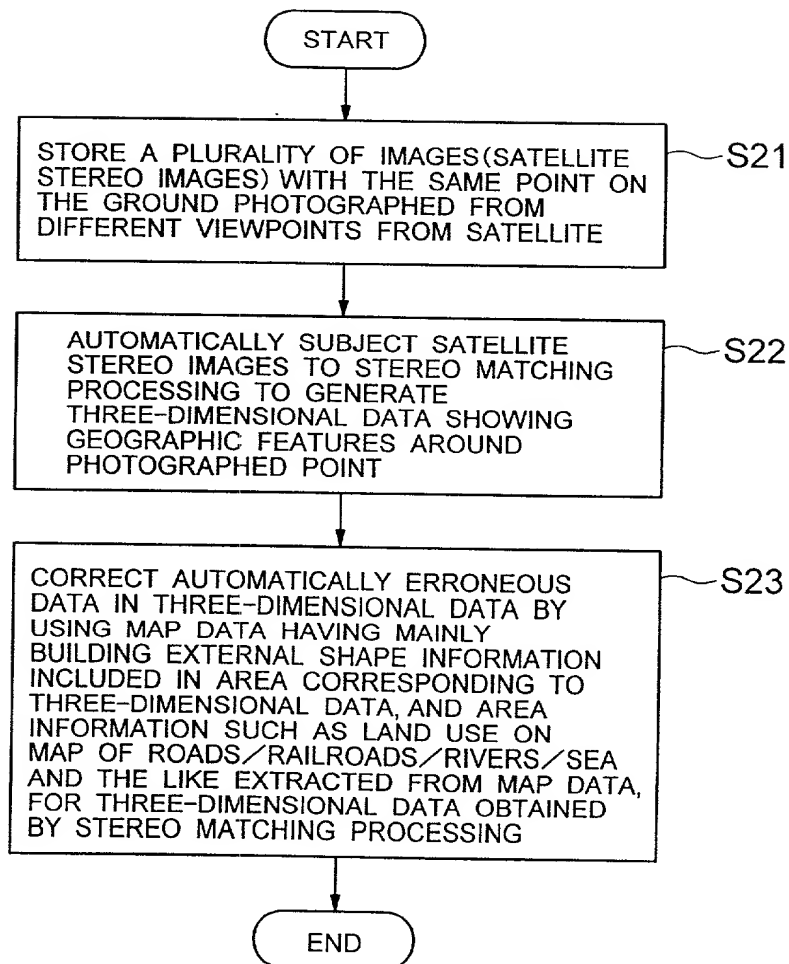 START
STORE A PLURALITY OF IMAGES(SATELLITE
STEREO IMAGES) WITH THE SAME POINT ON
THE GROUND PHOTOGRAPHED FROM
DIFFERENT VIEWPOINTS FROM SATELLITE
S21
AUTOMATICALLY SUBJECT SATELLITE
STEREO IMAGES TO STEREO MATCHING
PROCESSING TO GENERATE
THREE-DIMENSIONAL DATA SHOWING
GEOGRAPHIC FEATURES AROUND
PHOTOGRAPHED POINT
S22
CORRECT AUTOMATICALLY ERRONEOUS
DATA IN THREE-DIMENSIONAL DATA BY
USING MAP DATA HAVING MAINLY
BUILDING EXTERNAL SHAPE INFORMATION
INCLUDED IN AREA CORRESPONDING TO
THREE-DIMENSIONAL DATA, AND AREA
INFORMATION SUCH AS LAND USE ON
MAP OF ROADS/RAILROADS/RIVERS/SEA
AND THE LIKE EXTRACTED FROM MAP DATA,
FOR THREE-DIMENSIONAL DATA OBTAINED
BY STEREO MATCHING PROCESSING
S23
END